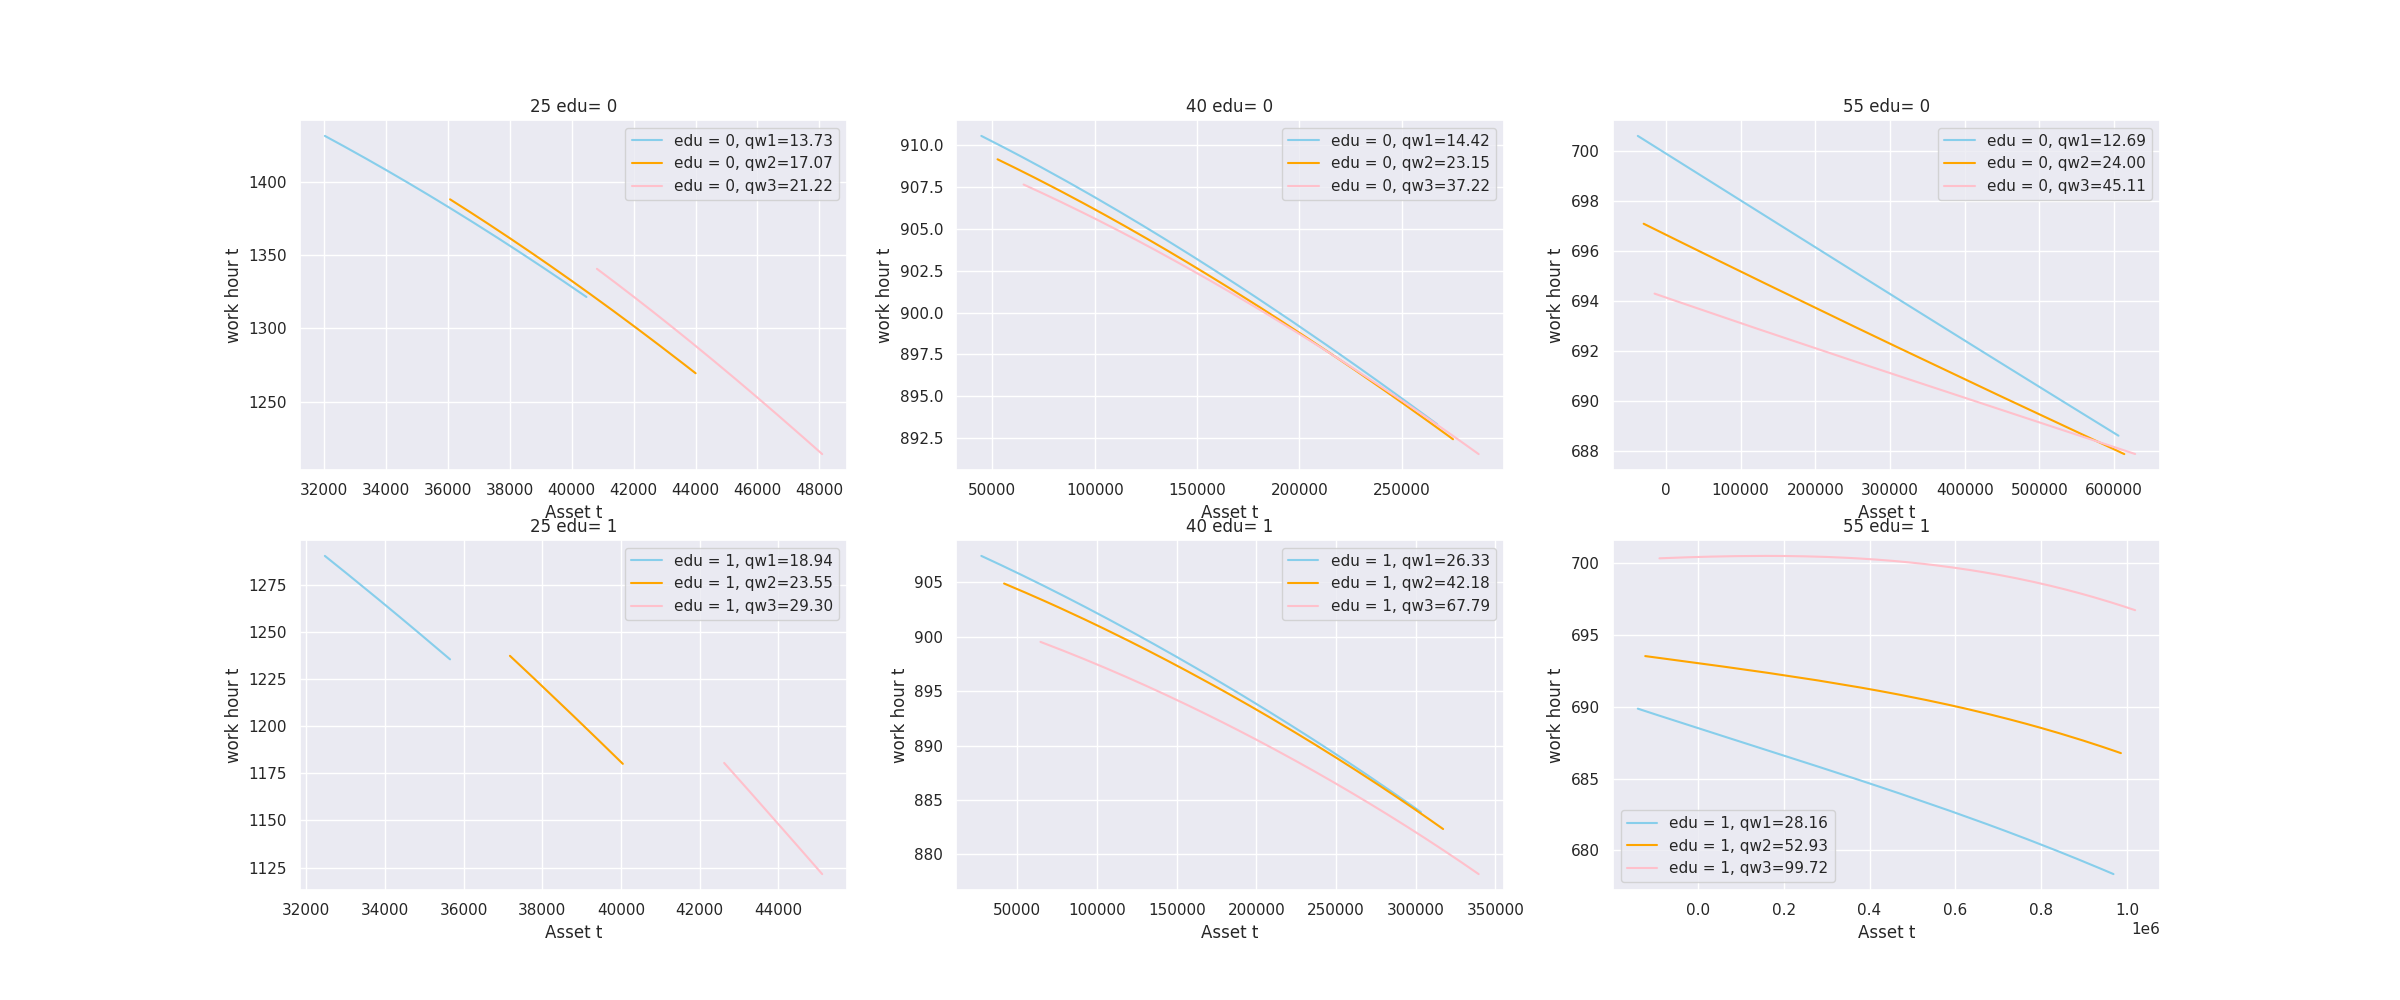 25 edu= 0
edu = 0, qw1=13.73
edu = 0, qw2=17.07
edu = 0, qw3=21.22
work hour t
1400
1350
1300
1250
32000 34000 36000 38000 40000 42000 44000 46000 48000
Asset t
40 edu= 0
edu = 0, qw1=14.42
edu = 0, qw2=23.15
edu = 0, qw3=37.22
work hour t
910.0
907.5
905.0
902.5
900.0
897.5
895.0
892.5
50000 100000 150000 200000 250000
Asset t
55 edu= 0
edu = 0, qw1=12.69
edu = 0, qw2=24.00
edu = 0, qw3=45.11
work hour t
700
698
696
694
692
690
688
0 100000 200000 300000 400000 500000 600000
Asset t
25 edu= 1
edu = 1, qw1=18.94
edu = 1, qw2=23.55
edu = 1, qw3=29.30
work hour t
1275
1250
1225
1200
1175
1150
1125
32000 34000 36000 38000 40000 42000 44000
Asset t
40 edu= 1
edu = 1, qw1=26.33
edu = 1, qw2=42.18
edu = 1, qw3=67.79
work hour t
905
900
895
890
885
880
50000 100000 150000 200000 250000 300000 350000
Asset t
55 edu= 1
work hour t
700
695
690
685
680
edu = 1, qw1=28.16
edu = 1, qw2=52.93
edu = 1, qw3=99.72
0.0 0.2 0.4 0.6 0.8 1.0
1e6
Asset t